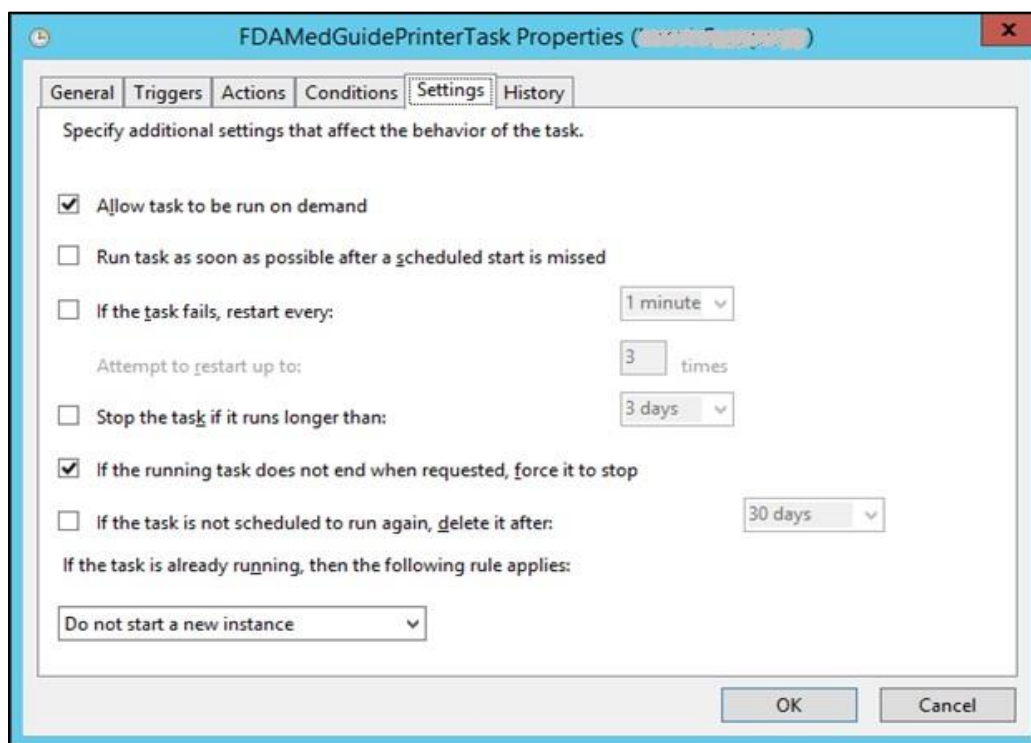 FDAMedGuidePrinterTask Properties ( )
x
General Triggers Actions Conditions Settings History
Specify additional settings that affect the behavior of the task.
Allow task to be run on demand
Run task as soon as possible after a scheduled start is missed
If the task fails, restart every: 1 minute
Attempt to restart up to: 3 times
Stop the task if it runs longer than: 3 days
If the running task does not end when requested, force it to stop
If the task is not scheduled to run again, delete it after: 30 days
If the task is already running, then the following rule applies:
Do not start a new instance
OK Cancel